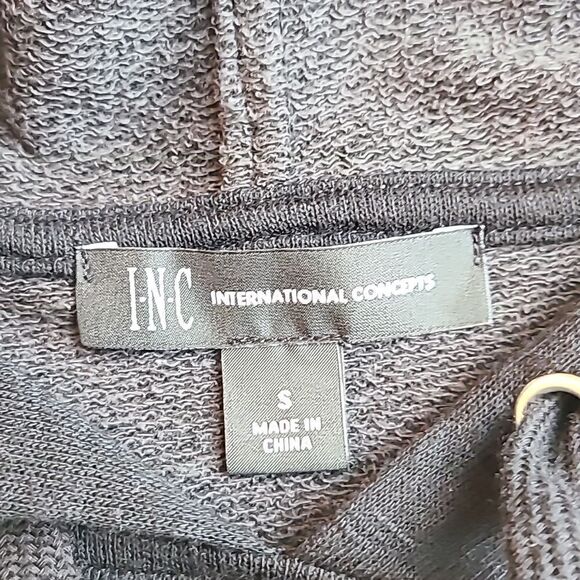 I·N·C INTERNATIONAL CONCEPTS
S
MADE IN
CHINA